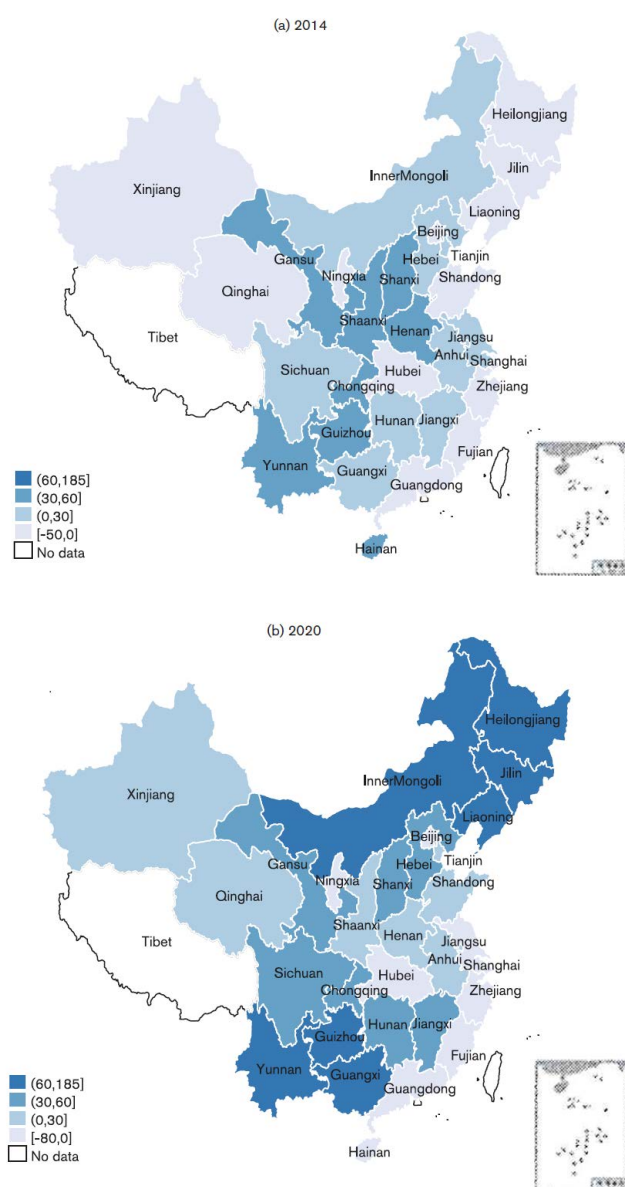 (a) 2014
Heilongjiang
Jilin
Xinjiang
InnerMongoli
Liaoning
Beijing
Gansu
Hebei
Tianjin
Ningxia
Shanxi
Shandong
Qinghai
Shaanxi
Henan
Jiangsu
Tibet
Anhui
Shanghai
Sichuan
Hubei
Chongqing
Zhejiang
Hunan
Jiangxi
Guizhou
Fujian
Yunnan
Guangxi
Guangdong
(60,185]
(30,60]
(0,30]
[-50,0]
No data
Hainan
(b) 2020
Heilongjiang
Jilin
Xinjiang
InnerMongoli
Liaoning
Beijing
Gansu
Hebei
Tianjin
Ningxia
Shanxi
Shandong
Qinghai
Shaanxi
Henan
Jiangsu
Tibet
Anhui
Shanghai
Sichuan
Hubei
Chongqing
Zhejiang
Hunan
Jiangxi
Guizhou
Fujian
Yunnan
Guangxi
Guangdong
(60,185]
(30,60]
(0,30]
[-80,0]
No data
Hainan